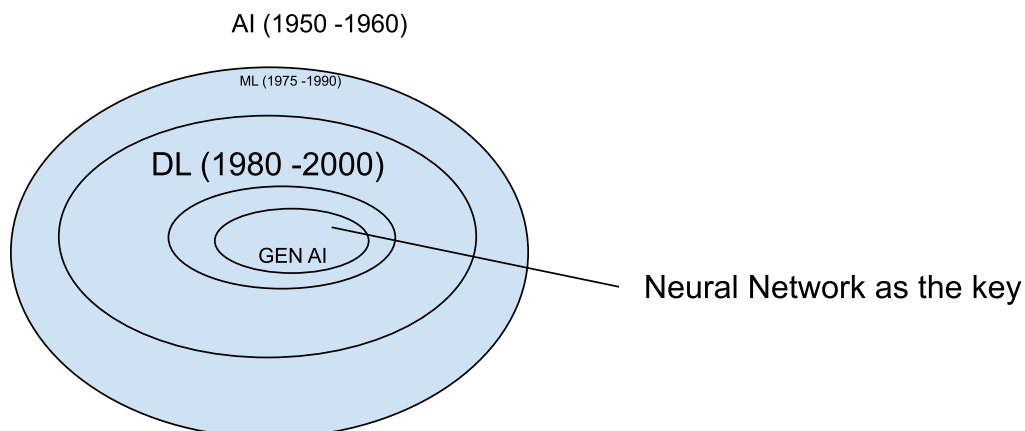 AI (1950 -1960)
ML (1975 -1990)
DL (1980 -2000)
GEN AI
Neural Network as the key